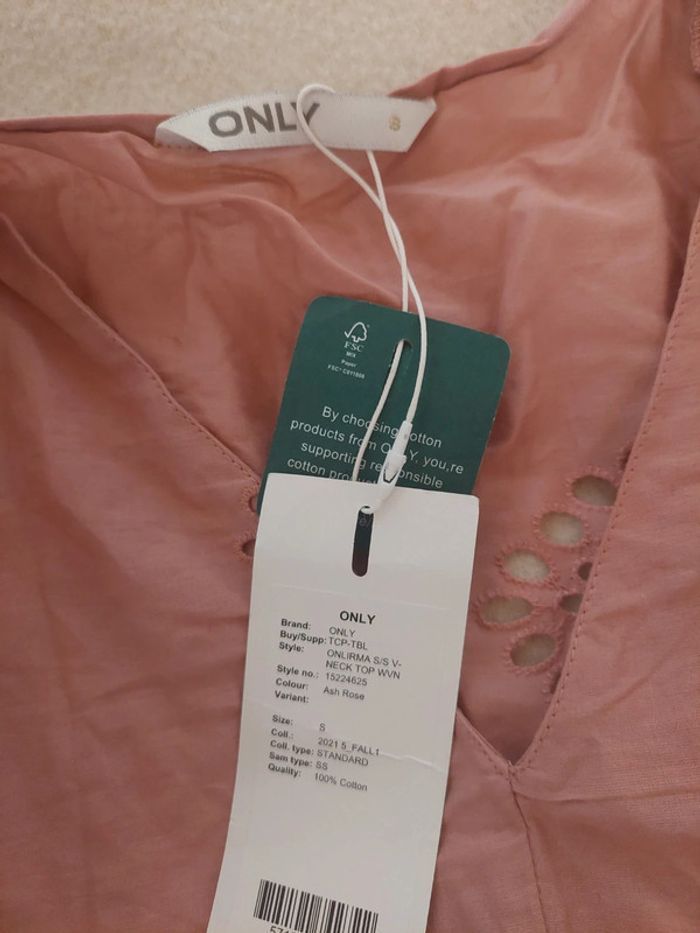 ONLY
S
FSC
MIX
Paper
By choosing cotton
products from ONLY, you,re
supporting responsible
cotton
ONLY
Brand: ONLY
Buy/Supp: TCP-TBL
Style: ONLIRMA S/S V-
NECK TOP WVN
Style no.: 15224625
Colour: Ash Rose
Variant:
Size: S
Coll.: 2021 5_FALL1
Coll. type: STANDARD
Sam type: SS
Quality: 100% Cotton